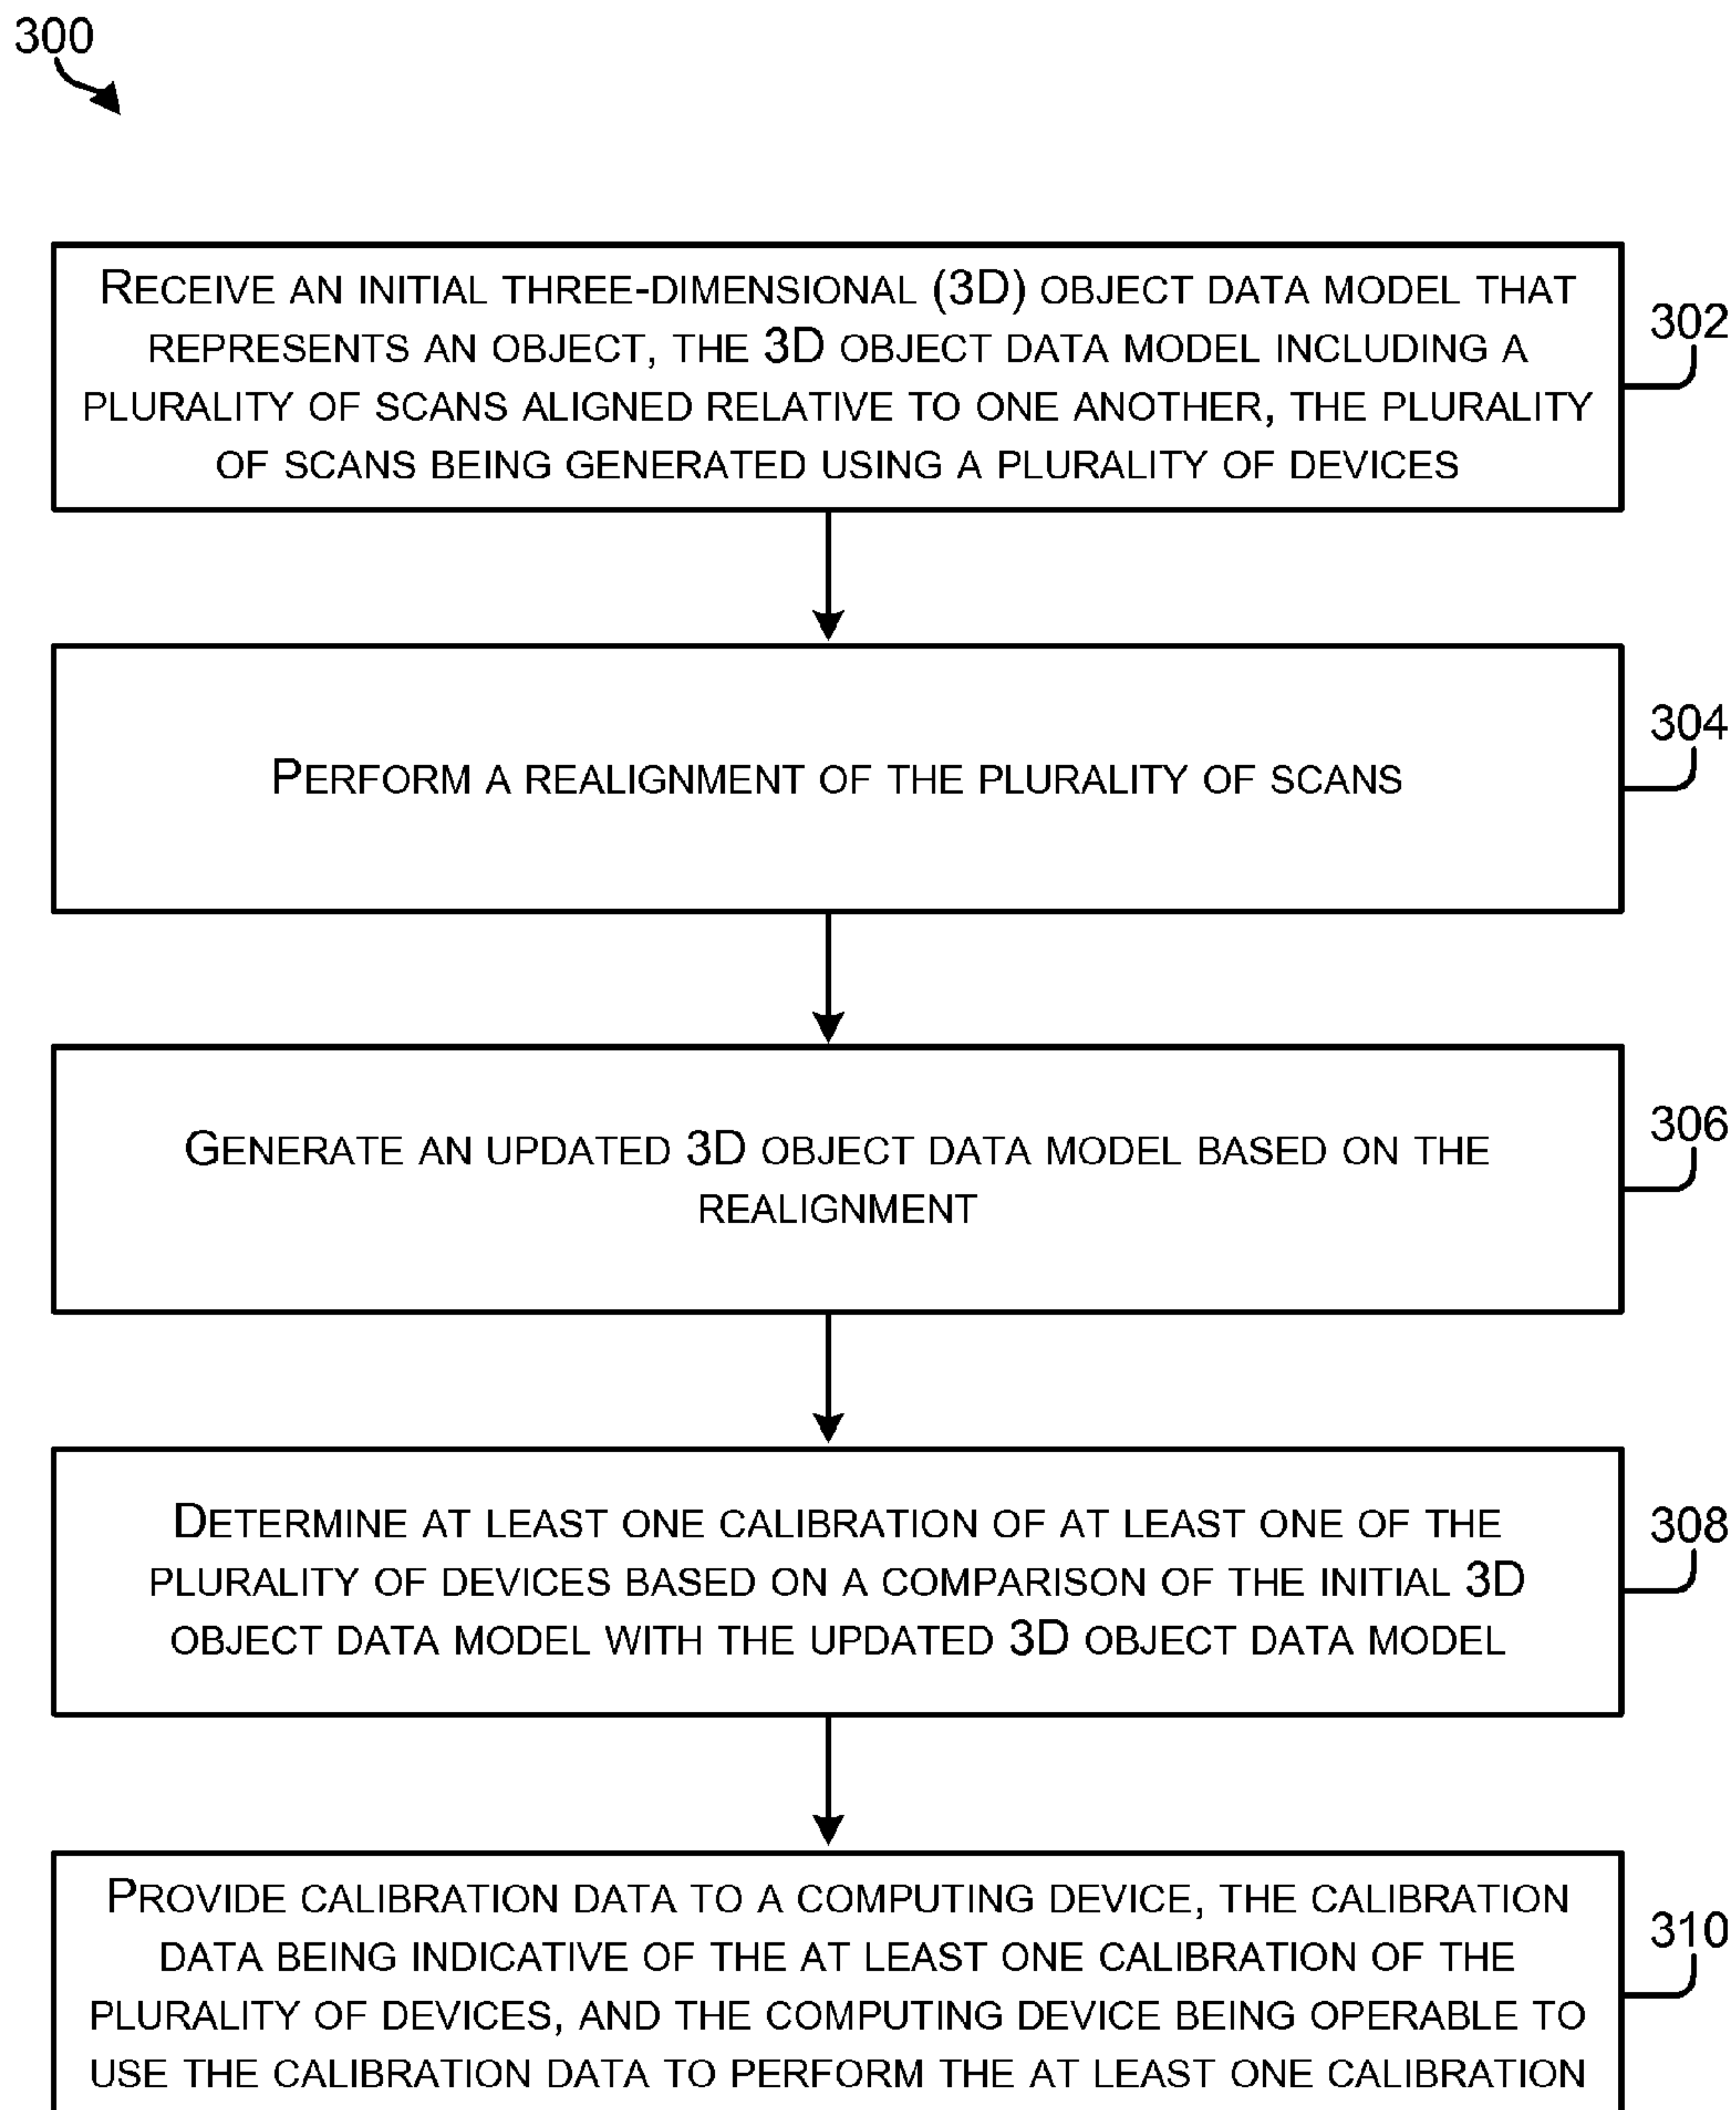 300
RECEIVE AN INITIAL THREE-DIMENSIONAL (3D) OBJECT DATA MODEL THAT
REPRESENTS AN OBJECT, THE 3D OBJECT DATA MODEL INCLUDING A
PLURALITY OF SCANS ALIGNED RELATIVE TO ONE ANOTHER, THE PLURALITY
OF SCANS BEING GENERATED USING A PLURALITY OF DEVICES
302
PERFORM A REALIGNMENT OF THE PLURALITY OF SCANS
304
GENERATE AN UPDATED 3D OBJECT DATA MODEL BASED ON THE
REALIGNMENT
306
DETERMINE AT LEAST ONE CALIBRATION OF AT LEAST ONE OF THE
PLURALITY OF DEVICES BASED ON A COMPARISON OF THE INITIAL 3D
OBJECT DATA MODEL WITH THE UPDATED 3D OBJECT DATA MODEL
308
PROVIDE CALIBRATION DATA TO A COMPUTING DEVICE, THE CALIBRATION
DATA BEING INDICATIVE OF THE AT LEAST ONE CALIBRATION OF THE
PLURALITY OF DEVICES, AND THE COMPUTING DEVICE BEING OPERABLE TO
USE THE CALIBRATION DATA TO PERFORM THE AT LEAST ONE CALIBRATION
310